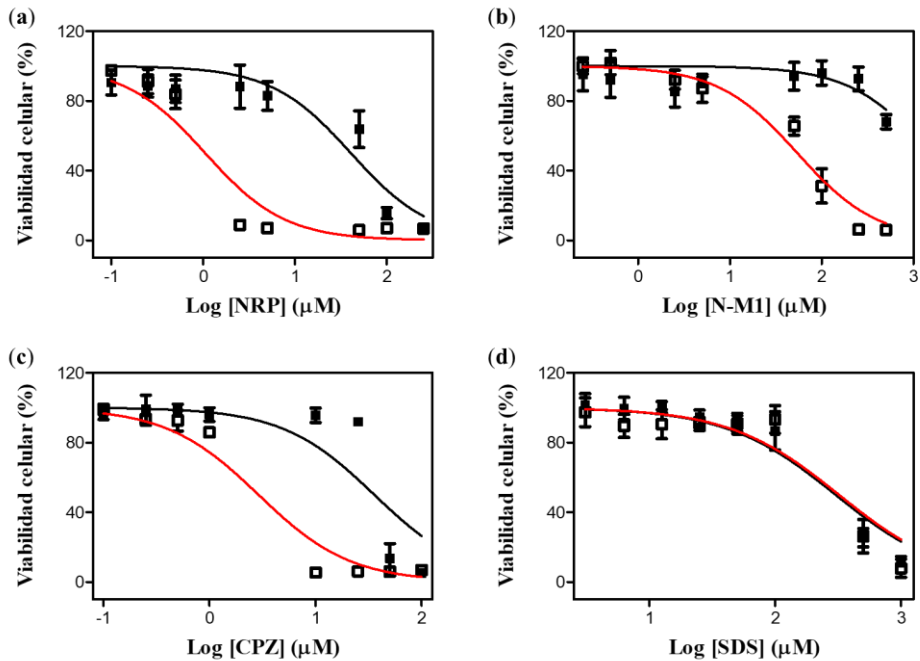 (a)
Viabilidad celular (%)
120
80
40
0
-1
0
1
2
Log [NRP] (μM)
(b)
Viabilidad celular (%)
120
80
40
0
0
1
2
3
Log [N-M1] (μM)
(c)
Viabilidad celular (%)
120
80
40
0
-1
0
1
2
Log [CPZ] (μM)
(d)
Viabilidad celular (%)
120
80
40
0
1
2
3
Log [SDS] (μM)